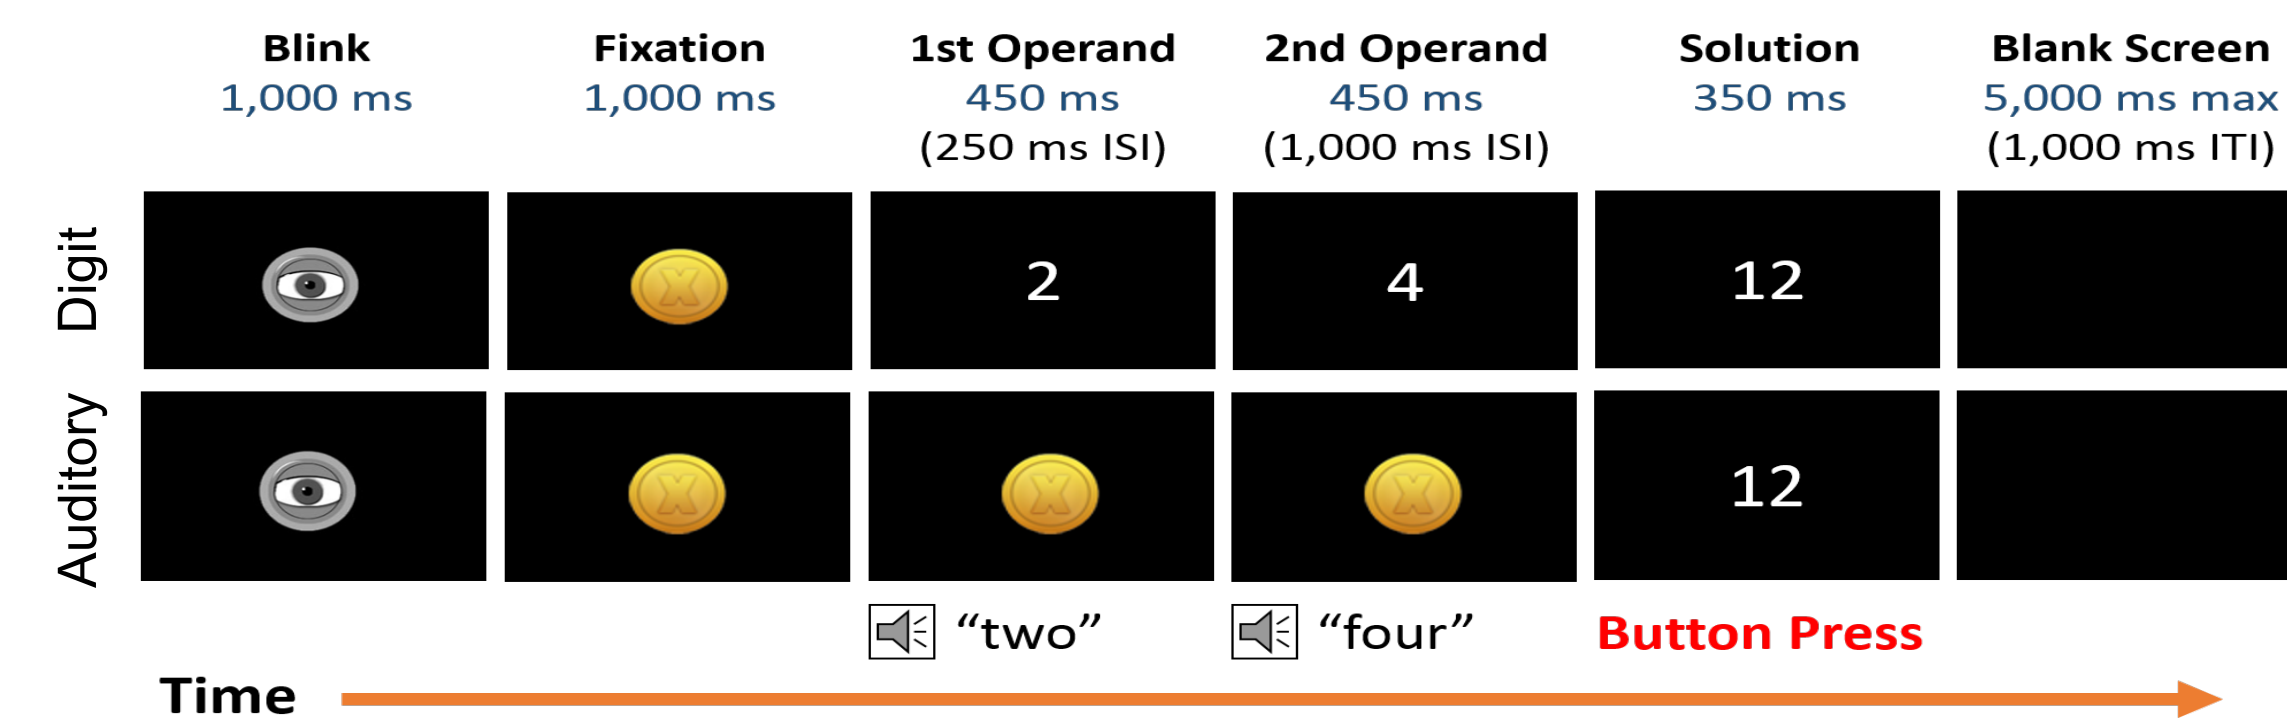 Blink Fixation 1st Operand 2nd Operand Solution Blank Screen
1,000 ms 1,000 ms 450 ms 450 ms 350 ms 5,000 ms max
(250 ms ISI) (1,000 ms ISI) (1,000 ms ITI)
Digit
X 2 4 12
Auditory
X X X 12
“two” “four” Button Press
Time